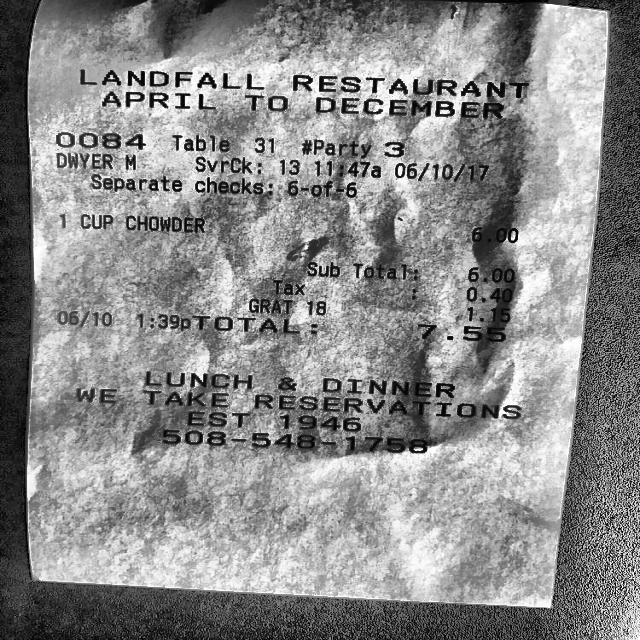 LANDFALL RESTAURANT
APRIL TO DECEMBER
0084 Table 31 #Party 3
DWYER M SvrCk: 13 11:47a 06/10/17
Separate checks: 6-of-6
1 CUP CHOWDER 6.00
Sub Total: 6.00
Tax : 0.40
GRAT 18 1.15
06/10 1:39pTOTAL: 7.55
LUNCH & DINNER
WE TAKE RESERVATIONS
EST 1946
508-548-1758